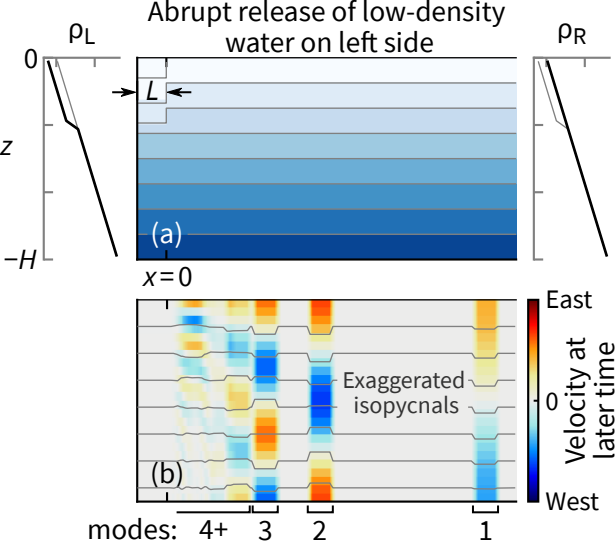 Abrupt release of low-density
water on left side
ρL
ρR
0
z
−H
L
(a)
x = 0
East
0
West
Velocity at
later time
Exaggerated
isopycnals
(b)
modes: 4+ 3 2 1